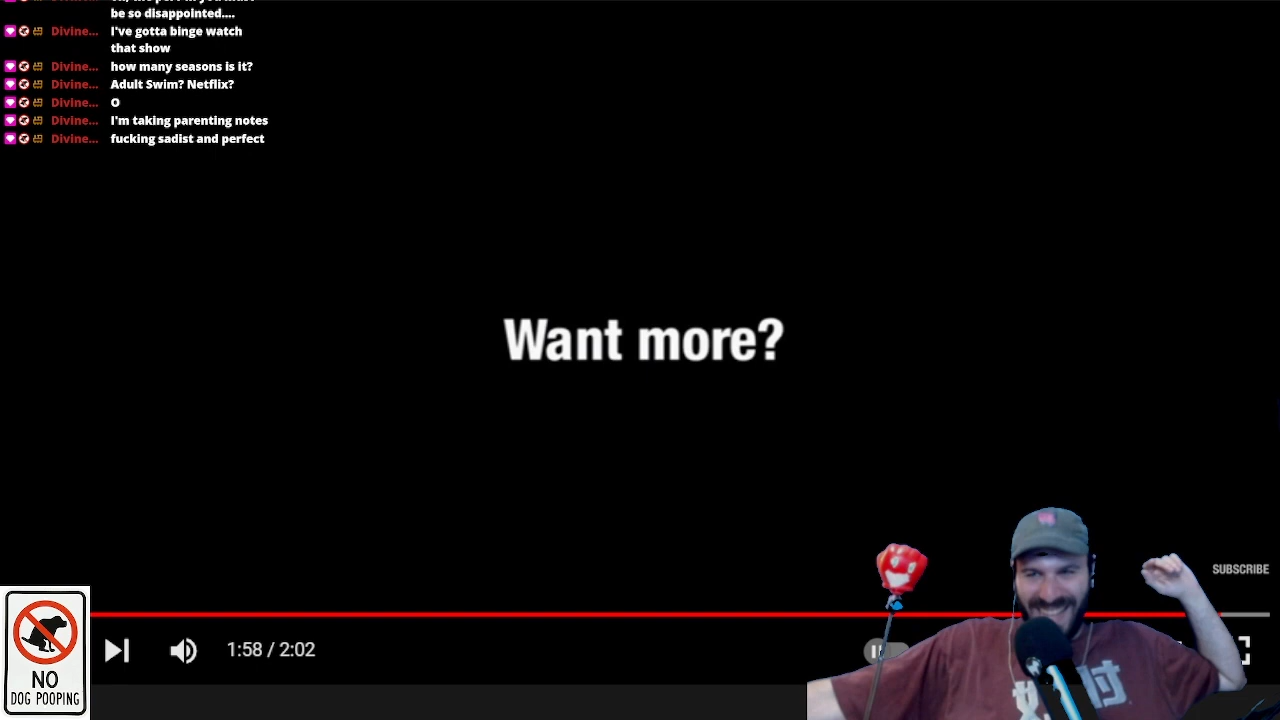 be so disappointed....
Divine... I've gotta binge watch
that show
Divine... how many seasons is it?
Divine... Adult Swim? Netflix?
Divine... O
Divine... I'm taking parenting notes
Divine... fucking sadist and perfect
Want more?
SUBSCRIBE
1:58 / 2:02
NO
DOG POOPING